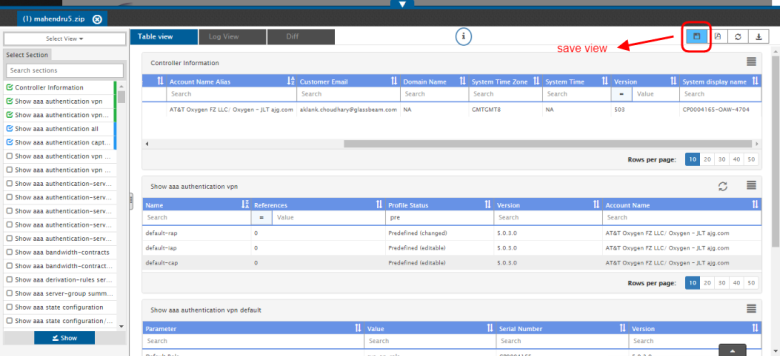 (1) mahendru5.zip
Select View
Select Section
Search sections
Controller Information
Show aaa authentication vpn
Show aaa authentication vpn...
Show aaa authentication all
Show aaa authentication capt...
Show aaa authentication vpn ...
Show aaa authentication vpn ...
Show aaa authentication-serv...
Show aaa authentication-serv...
Show aaa authentication-serv...
Show aaa authentication-serv...
Show aaa authentication-serv...
Show aaa bandwidth-contracts
Show aaa bandwidth-contract...
Show aaa derivation-rules ser...
Show aaa server-group summ...
Show aaa state configuration
Show aaa state configuration/...
Show
Table view Log View Diff
save view
Controller Information
Account Name Alias Customer Email Domain Name System Time Zone System Time Version System display name
Search Search Search Search Search = Value Search
AT&T Oxygen FZ LLC/ Oxygen - JLT ajg.com aklank.choudhary@glassbeam.com NA GMTGMT8 NA 503 CP0004165-OAW-4704
Rows per page: 10 20 30 40 50
Show aaa authentication vpn
Name References Profile Status Version Account Name
Search = Value pre Search Search
default-rap 0 Predefined (changed) 5.0.3.0 AT&T Oxygen FZ LLC/ Oxygen - JLT ajg.com
default-iap 0 Predefined (editable) 5.0.3.0 AT&T Oxygen FZ LLC/ Oxygen - JLT ajg.com
default-cap 0 Predefined (editable) 5.0.3.0 AT&T Oxygen FZ LLC/ Oxygen - JLT ajg.com
Rows per page: 10 20 30 40 50
Show aaa authentication vpn default
Parameter Value Serial Number Version
Search Search Search Search